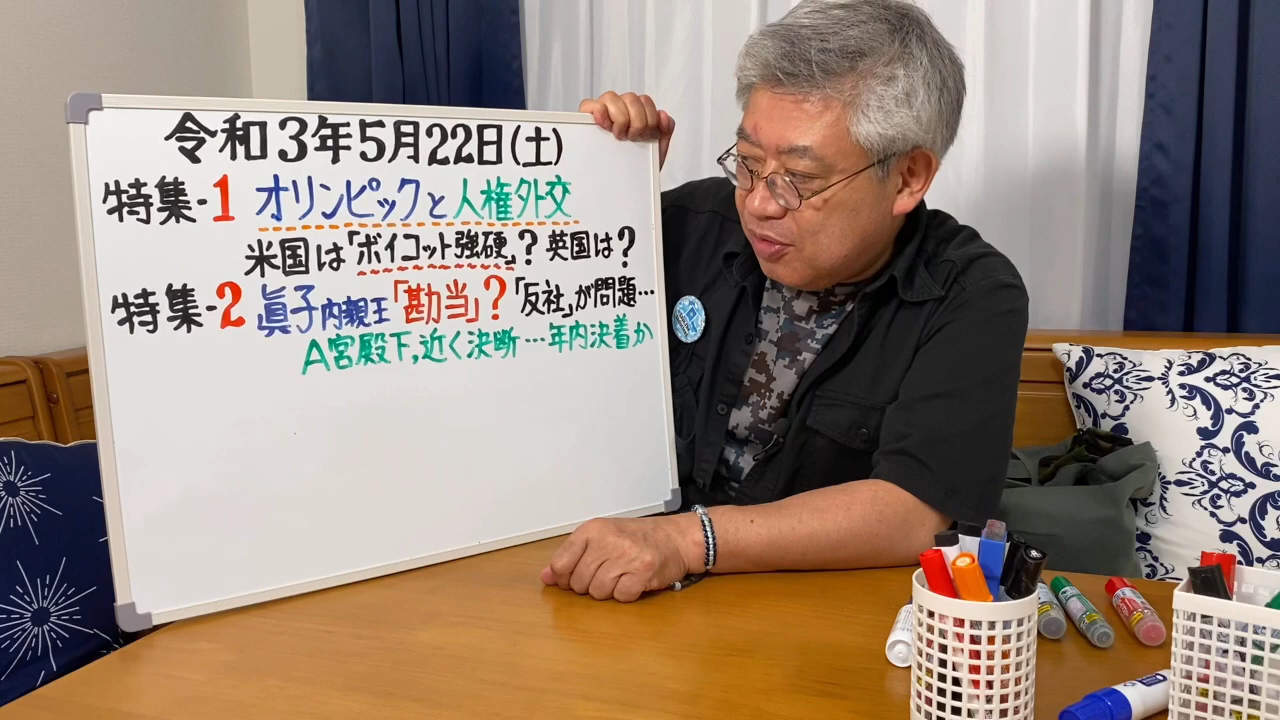 令和3年5月22日(土)
特集-1 オリンピックと人権外交
米国は「ボイコット強硬」? 英国は?
特集-2 眞子内親王「勘当」? 「反社」が問題…
A宮殿下,近く決断…年内決着か